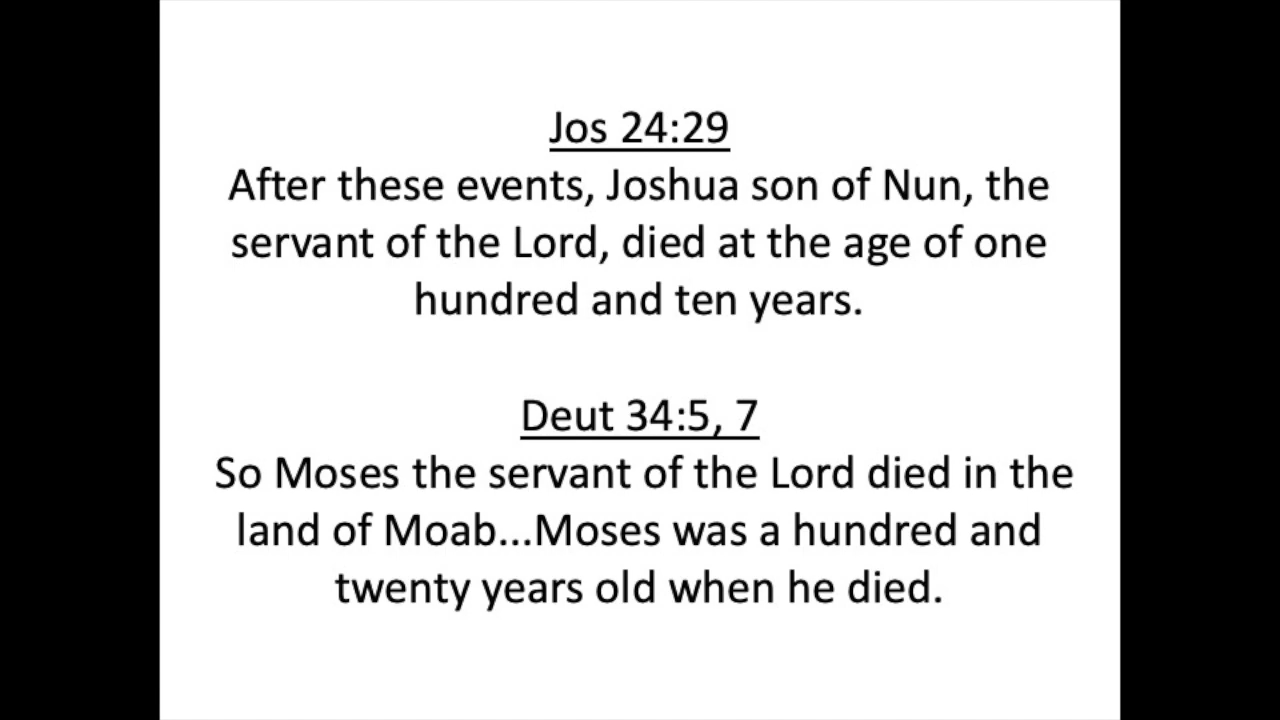 Jos 24:29
After these events, Joshua son of Nun, the
servant of the Lord, died at the age of one
hundred and ten years.
Deut 34:5, 7
So Moses the servant of the Lord died in the
land of Moab...Moses was a hundred and
twenty years old when he died.